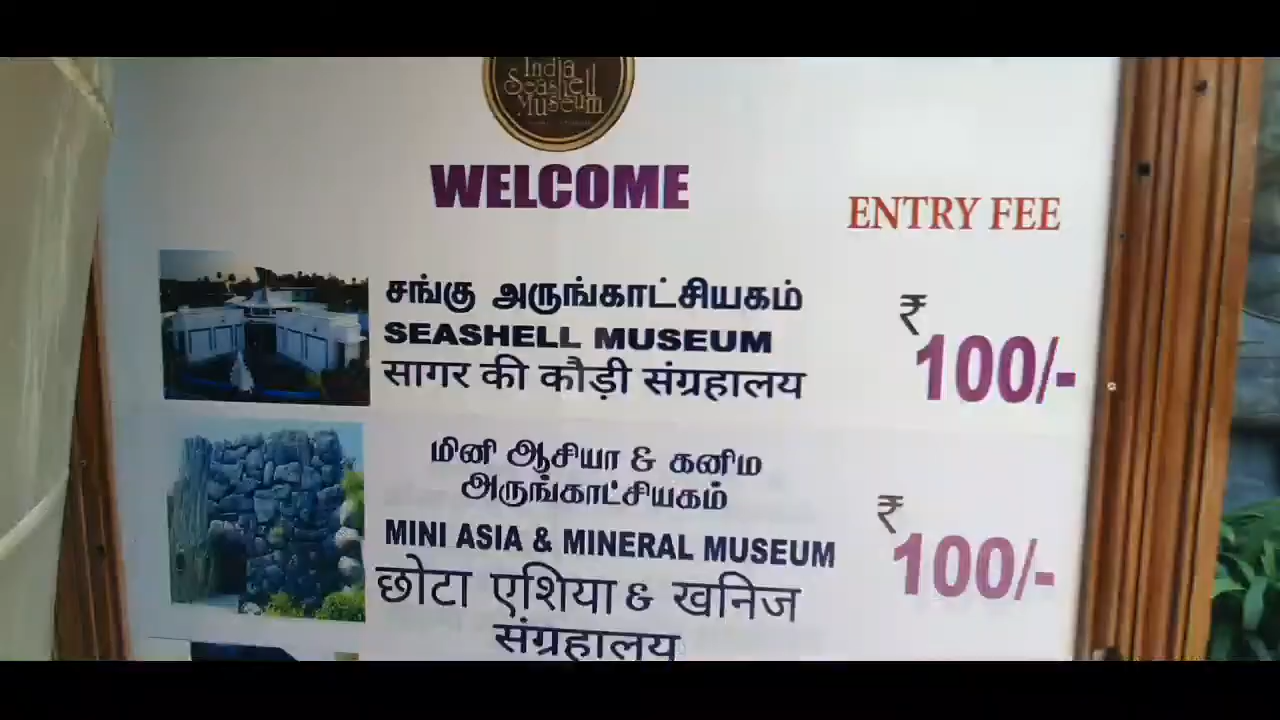 India
Seashell
Museum
WELCOME
ENTRY FEE
சங்கு அருங்காட்சியகம்
SEASHELL MUSEUM
सागर की कौड़ी संग्रहालय
₹
100/-
மினி ஆசியா & கனிம
அருங்காட்சியகம்
MINI ASIA & MINERAL MUSEUM
छोटा एशिया & खनिज
संग्रहालय
₹
100/-